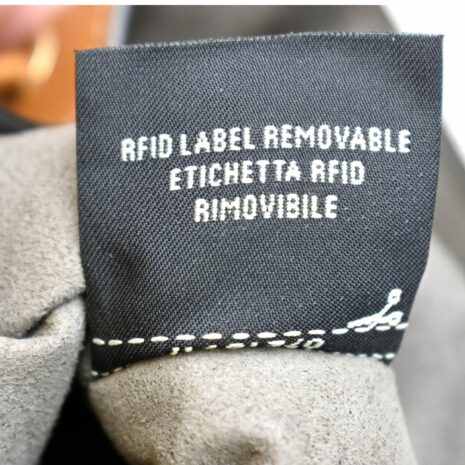 RFID LABEL REMOVABLE
ETICHETTA RFID
RIMOVIBILE